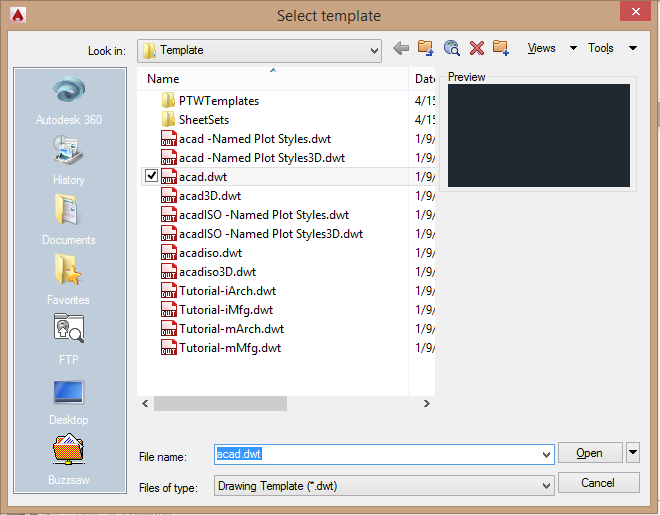 Select template
Look in:
Template
Views
Tools
Autodesk 360
History
Documents
Favorites
FTP
Desktop
Buzzsaw
Name
Date
PTWTemplates 4/15
SheetSets 4/15
acad -Named Plot Styles.dwt 1/9/
acad -Named Plot Styles3D.dwt 1/9/
acad.dwt 1/9/
acad3D.dwt 1/9/
acadISO -Named Plot Styles.dwt 1/9/
acadISO -Named Plot Styles3D.dwt 1/9/
acadiso.dwt 1/9/
acadiso3D.dwt 1/9/
Tutorial-iArch.dwt 1/9/
Tutorial-iMfg.dwt 1/9/
Tutorial-mArch.dwt 1/9/
Tutorial-mMfg.dwt 1/9/
Preview
File name: acad.dwt
Open
Files of type: Drawing Template (*.dwt)
Cancel